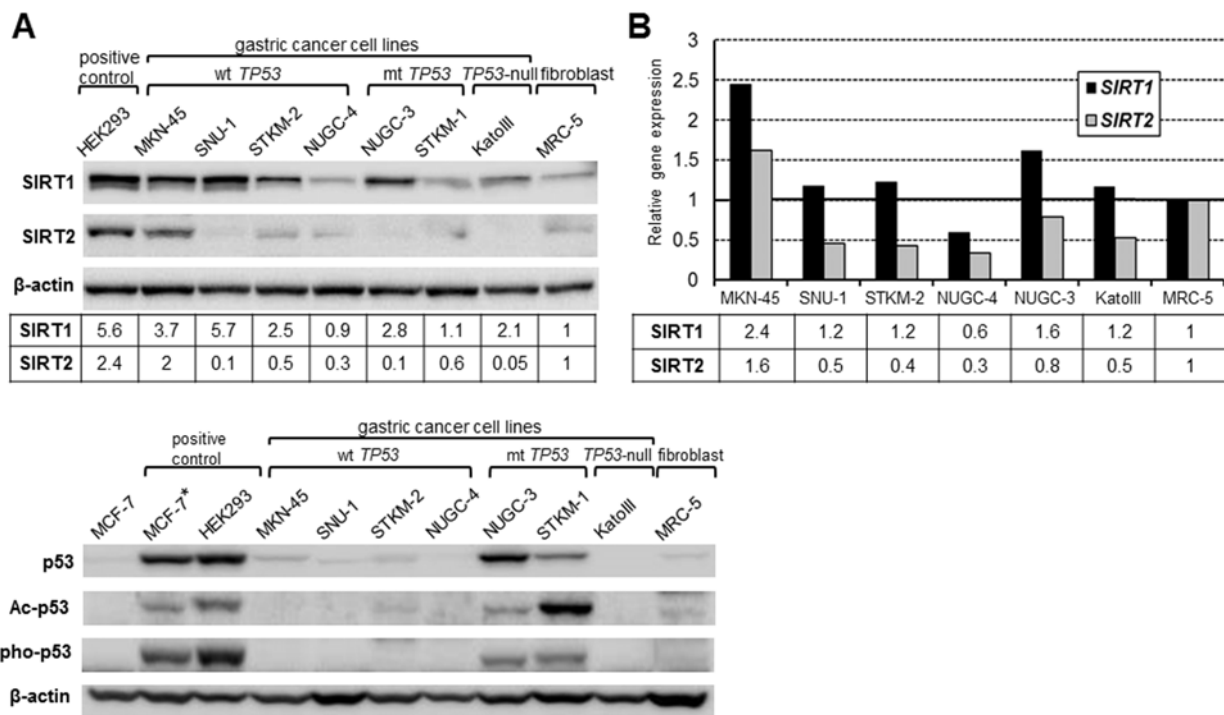 A
gastric cancer cell lines
positive control
wt TP53
mt TP53
TP53-null
fibroblast
HEK293
MKN-45
SNU-1
STKM-2
NUGC-4
NUGC-3
STKM-1
KatoIII
MRC-5
SIRT1
SIRT2
β-actin
SIRT1 5.6 3.7 5.7 2.5 0.9 2.8 1.1 2.1 1
SIRT2 2.4 2 0.1 0.5 0.3 0.1 0.6 0.05 1
B
Relative gene expression
3
2.5
2
1.5
1
0.5
0
SIRT1
SIRT2
MKN-45 SNU-1 STKM-2 NUGC-4 NUGC-3 KatoIII MRC-5
SIRT1 2.4 1.2 1.2 0.6 1.6 1.2 1
SIRT2 1.6 0.5 0.4 0.3 0.8 0.5 1
gastric cancer cell lines
positive
control
wt TP53
mt TP53
TP53-null
fibroblast
MCF-7
MCF-7*
HEK293
MKN-45
SNU-1
STKM-2
NUGC-4
NUGC-3
STKM-1
KatoIII
MRC-5
p53
Ac-p53
pho-p53
β-actin